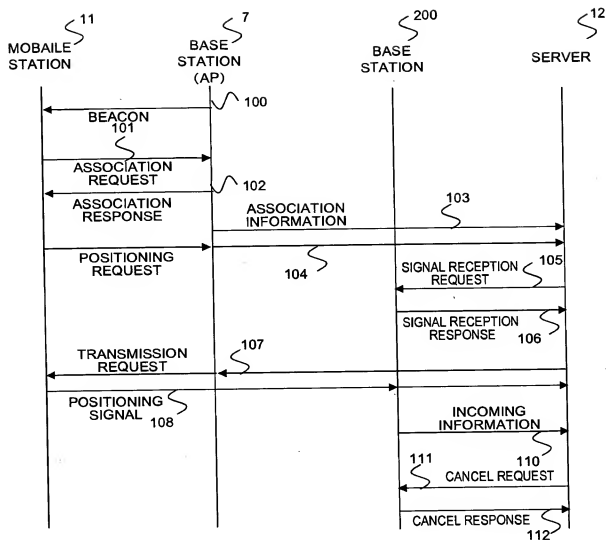 11
7
200
12
MOBAILE
STATION
BASE
STATION
(AP)
BASE
STATION
SERVER
100
BEACON
101
ASSOCIATION
REQUEST
102
ASSOCIATION
RESPONSE
ASSOCIATION
INFORMATION
103
POSITIONING
REQUEST
104
SIGNAL RECEPTION
REQUEST
105
SIGNAL RECEPTION
RESPONSE
106
TRANSMISSION
REQUEST
107
POSITIONING
SIGNAL
108
INCOMING
INFORMATION
110
111
CANCEL REQUEST
CANCEL RESPONSE
112